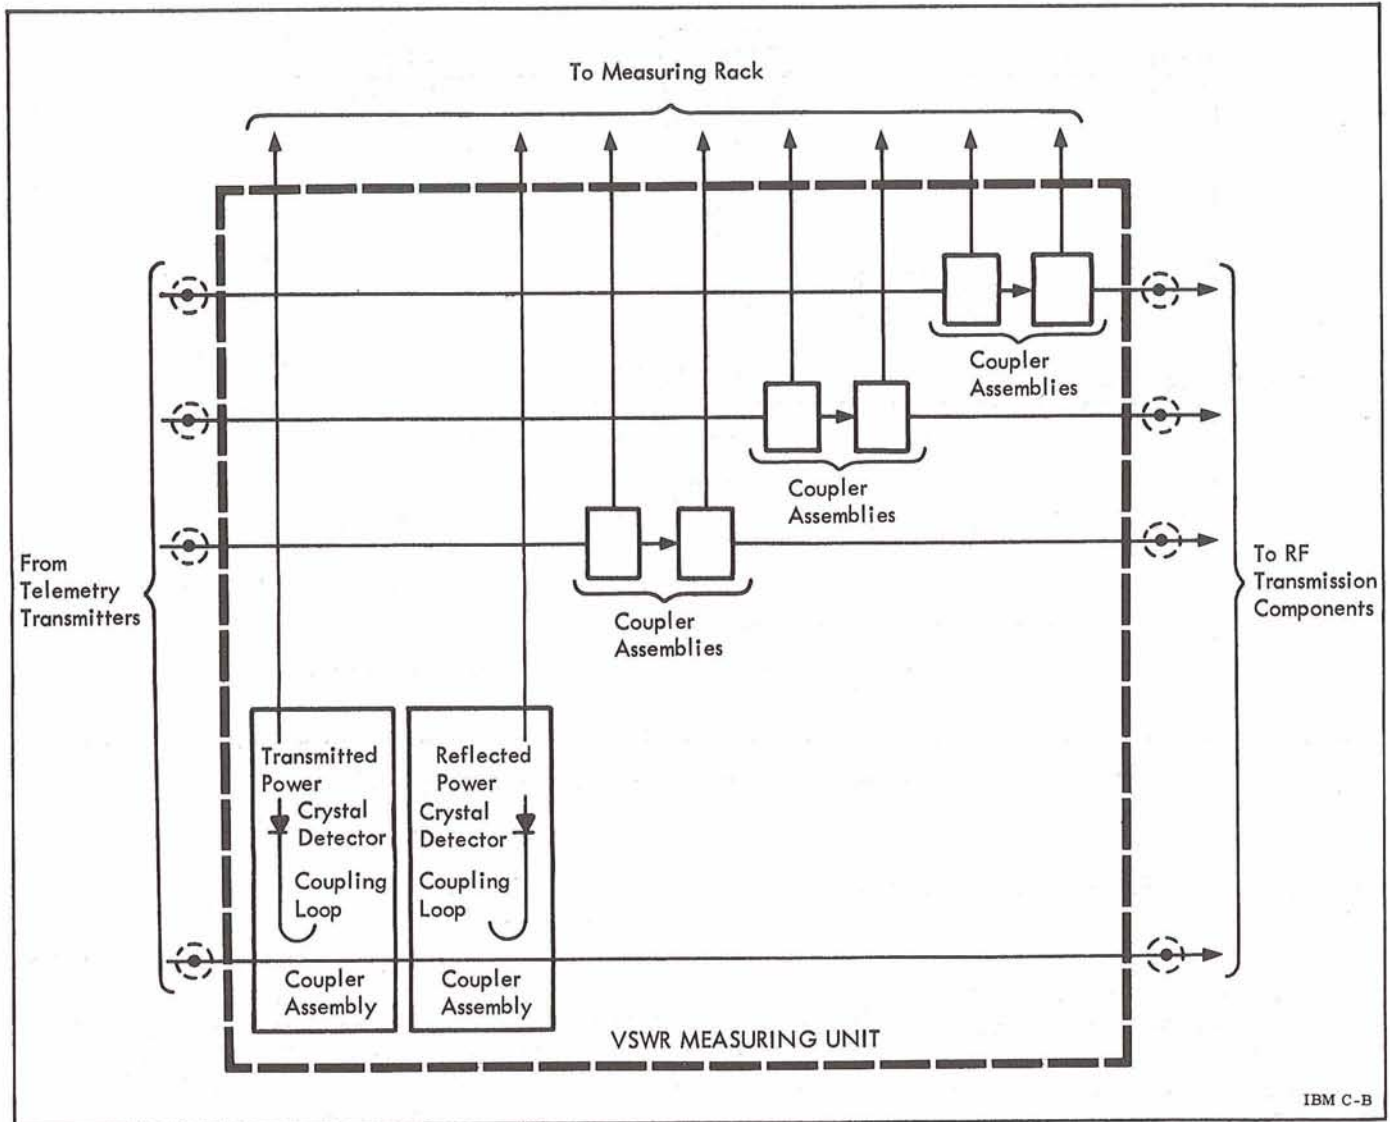 To Measuring Rack
Coupler
Assemblies
Coupler
Assemblies
Coupler
Assemblies
From
Telemetry
Transmitters
To RF
Transmission
Components
Transmitted
Power
Crystal
Detector
Coupling
Loop
Coupler
Assembly
Reflected
Power
Crystal
Detector
Coupling
Loop
Coupler
Assembly
VSWR MEASURING UNIT
IBM C-B